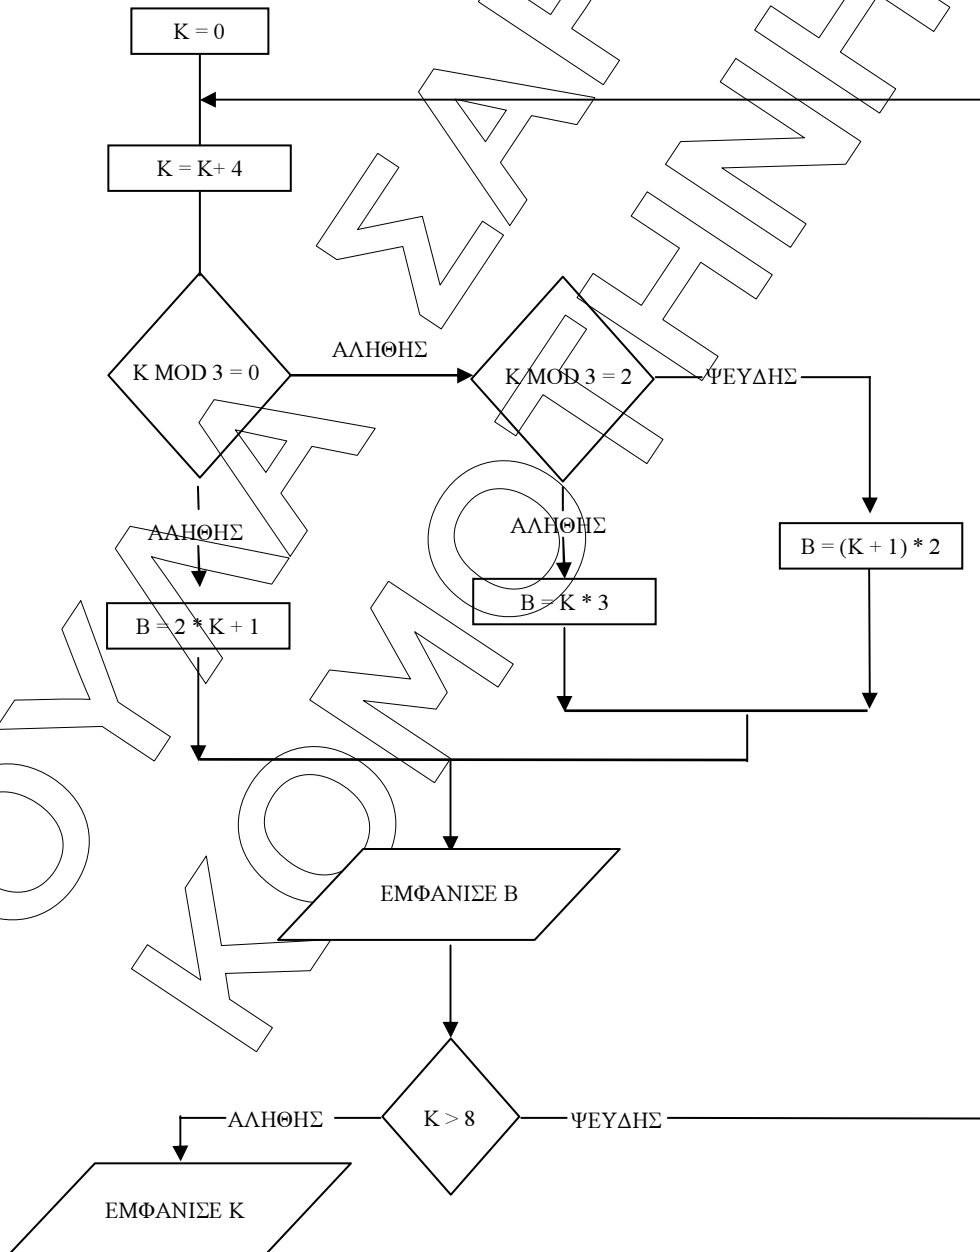 K = 0
K = K+ 4
ΑΛΗΘΗΣ
K MOD 3 = 0
K MOD 3 = 2
ΨΕΥΔΗΣ
ΑΛΗΘΗΣ
ΑΛΗΘΗΣ
B = (K + 1) * 2
B = K * 3
B = 2 * K + 1
ΕΜΦΑΝΙΣΕ B
K > 8
ΑΛΗΘΗΣ
ΨΕΥΔΗΣ
ΕΜΦΑΝΙΣΕ K
ΚΟΜΟΤΗΝΗ